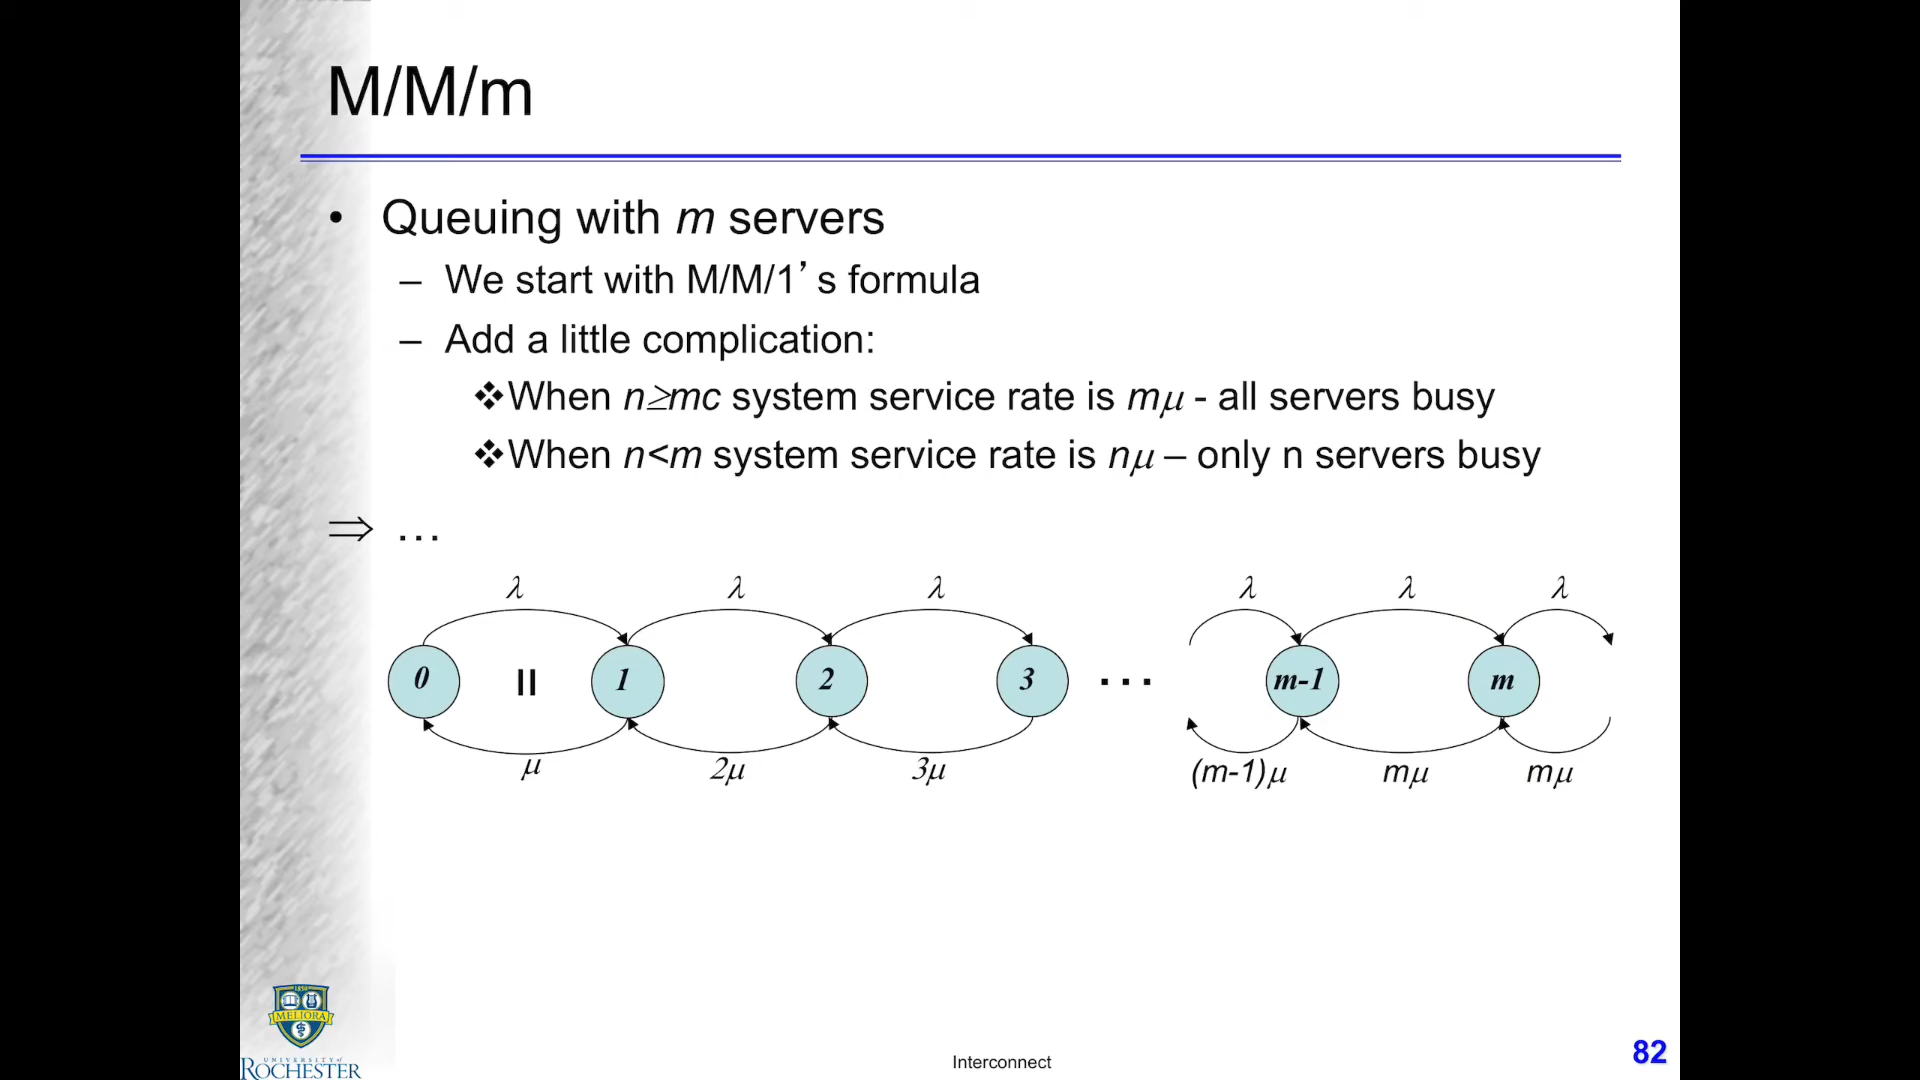 M/M/m
• Queuing with m servers
– We start with M/M/1’s formula
– Add a little complication:
❖When n≥mc system service rate is mμ - all servers busy
❖When n<m system service rate is nμ – only n servers busy
⇒ …
λ λ λ λ λ λ
0 = 1 2 3 ... m-1 m
μ 2μ 3μ (m-1)μ mμ mμ
1850
MELIORA
UNIVERSITY of
ROCHESTER
Interconnect
82